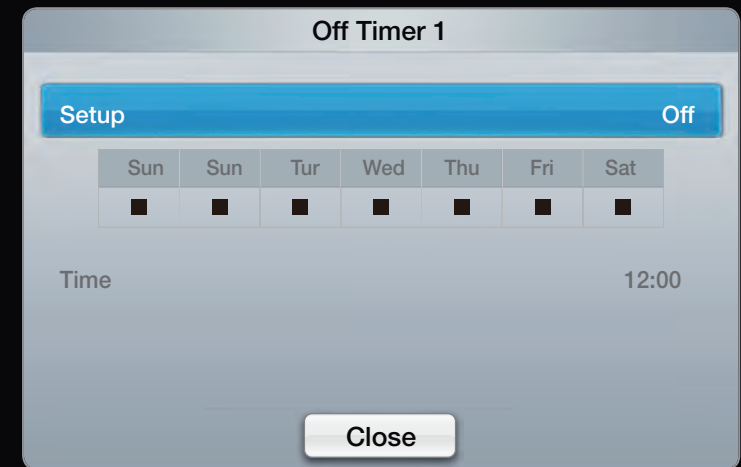 Off Timer 1
Setup Off
Sun Sun Tur Wed Thu Fri Sat
Time 12:00
Close